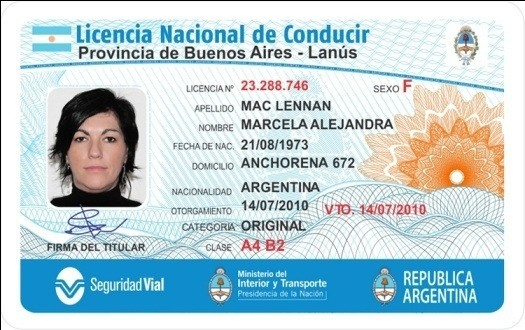 Licencia Nacional de Conducir
Provincia de Buenos Aires - Lanús
LICENCIA Nº 23.288.746 SEXO F
APELLIDO MAC LENNAN
NOMBRE MARCELA ALEJANDRA
FECHA DE NAC. 21/08/1973
DOMICILIO ANCHORENA 672
NACIONALIDAD ARGENTINA
OTORGAMIENTO 14/07/2010 VTO. 14/07/2010
CATEGORIA ORIGINAL
CLASE A4 B2
FIRMA DEL TITULAR
Seguridad Vial
Ministerio del
Interior y Transporte
Presidencia de la Nación
REPUBLICA
ARGENTINA